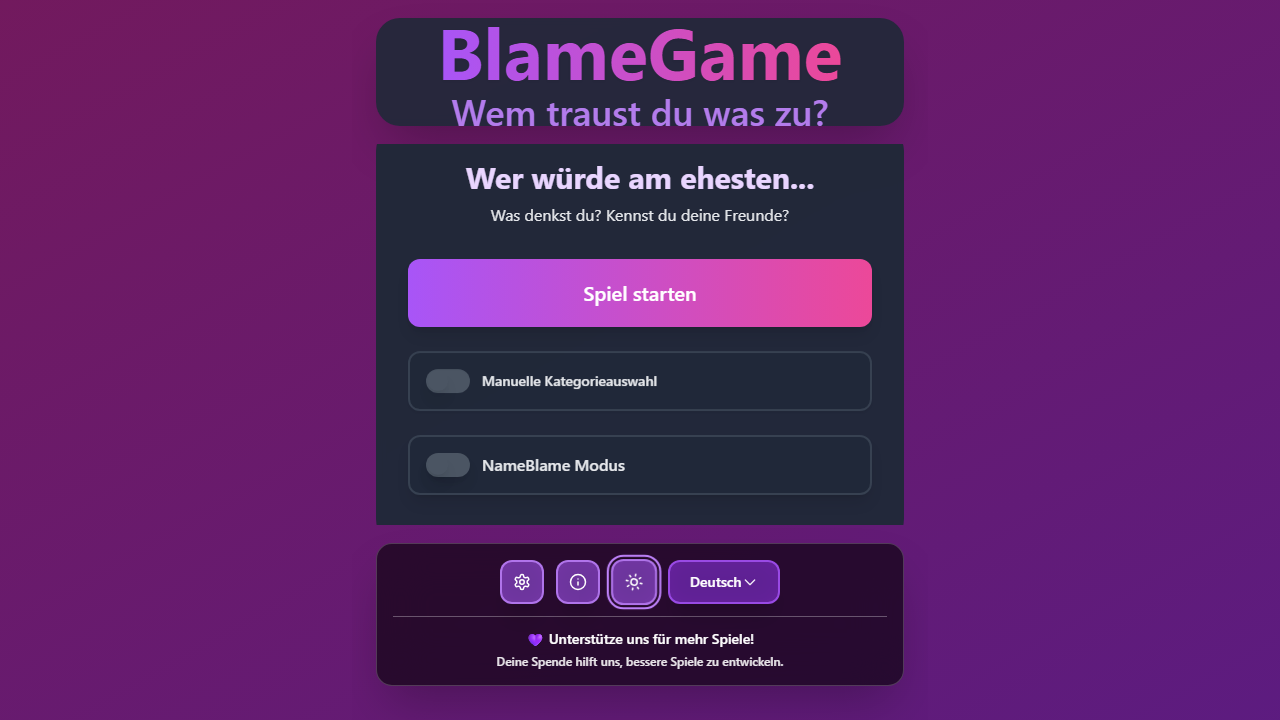 BlameGame
Wem traust du was zu?
Wer würde am ehesten...
Was denkst du? Kennst du deine Freunde?
Spiel starten
Manuelle Kategorieauswahl
NameBlame Modus
Deutsch
💜 Unterstütze uns für mehr Spiele!
Deine Spende hilft uns, bessere Spiele zu entwickeln.